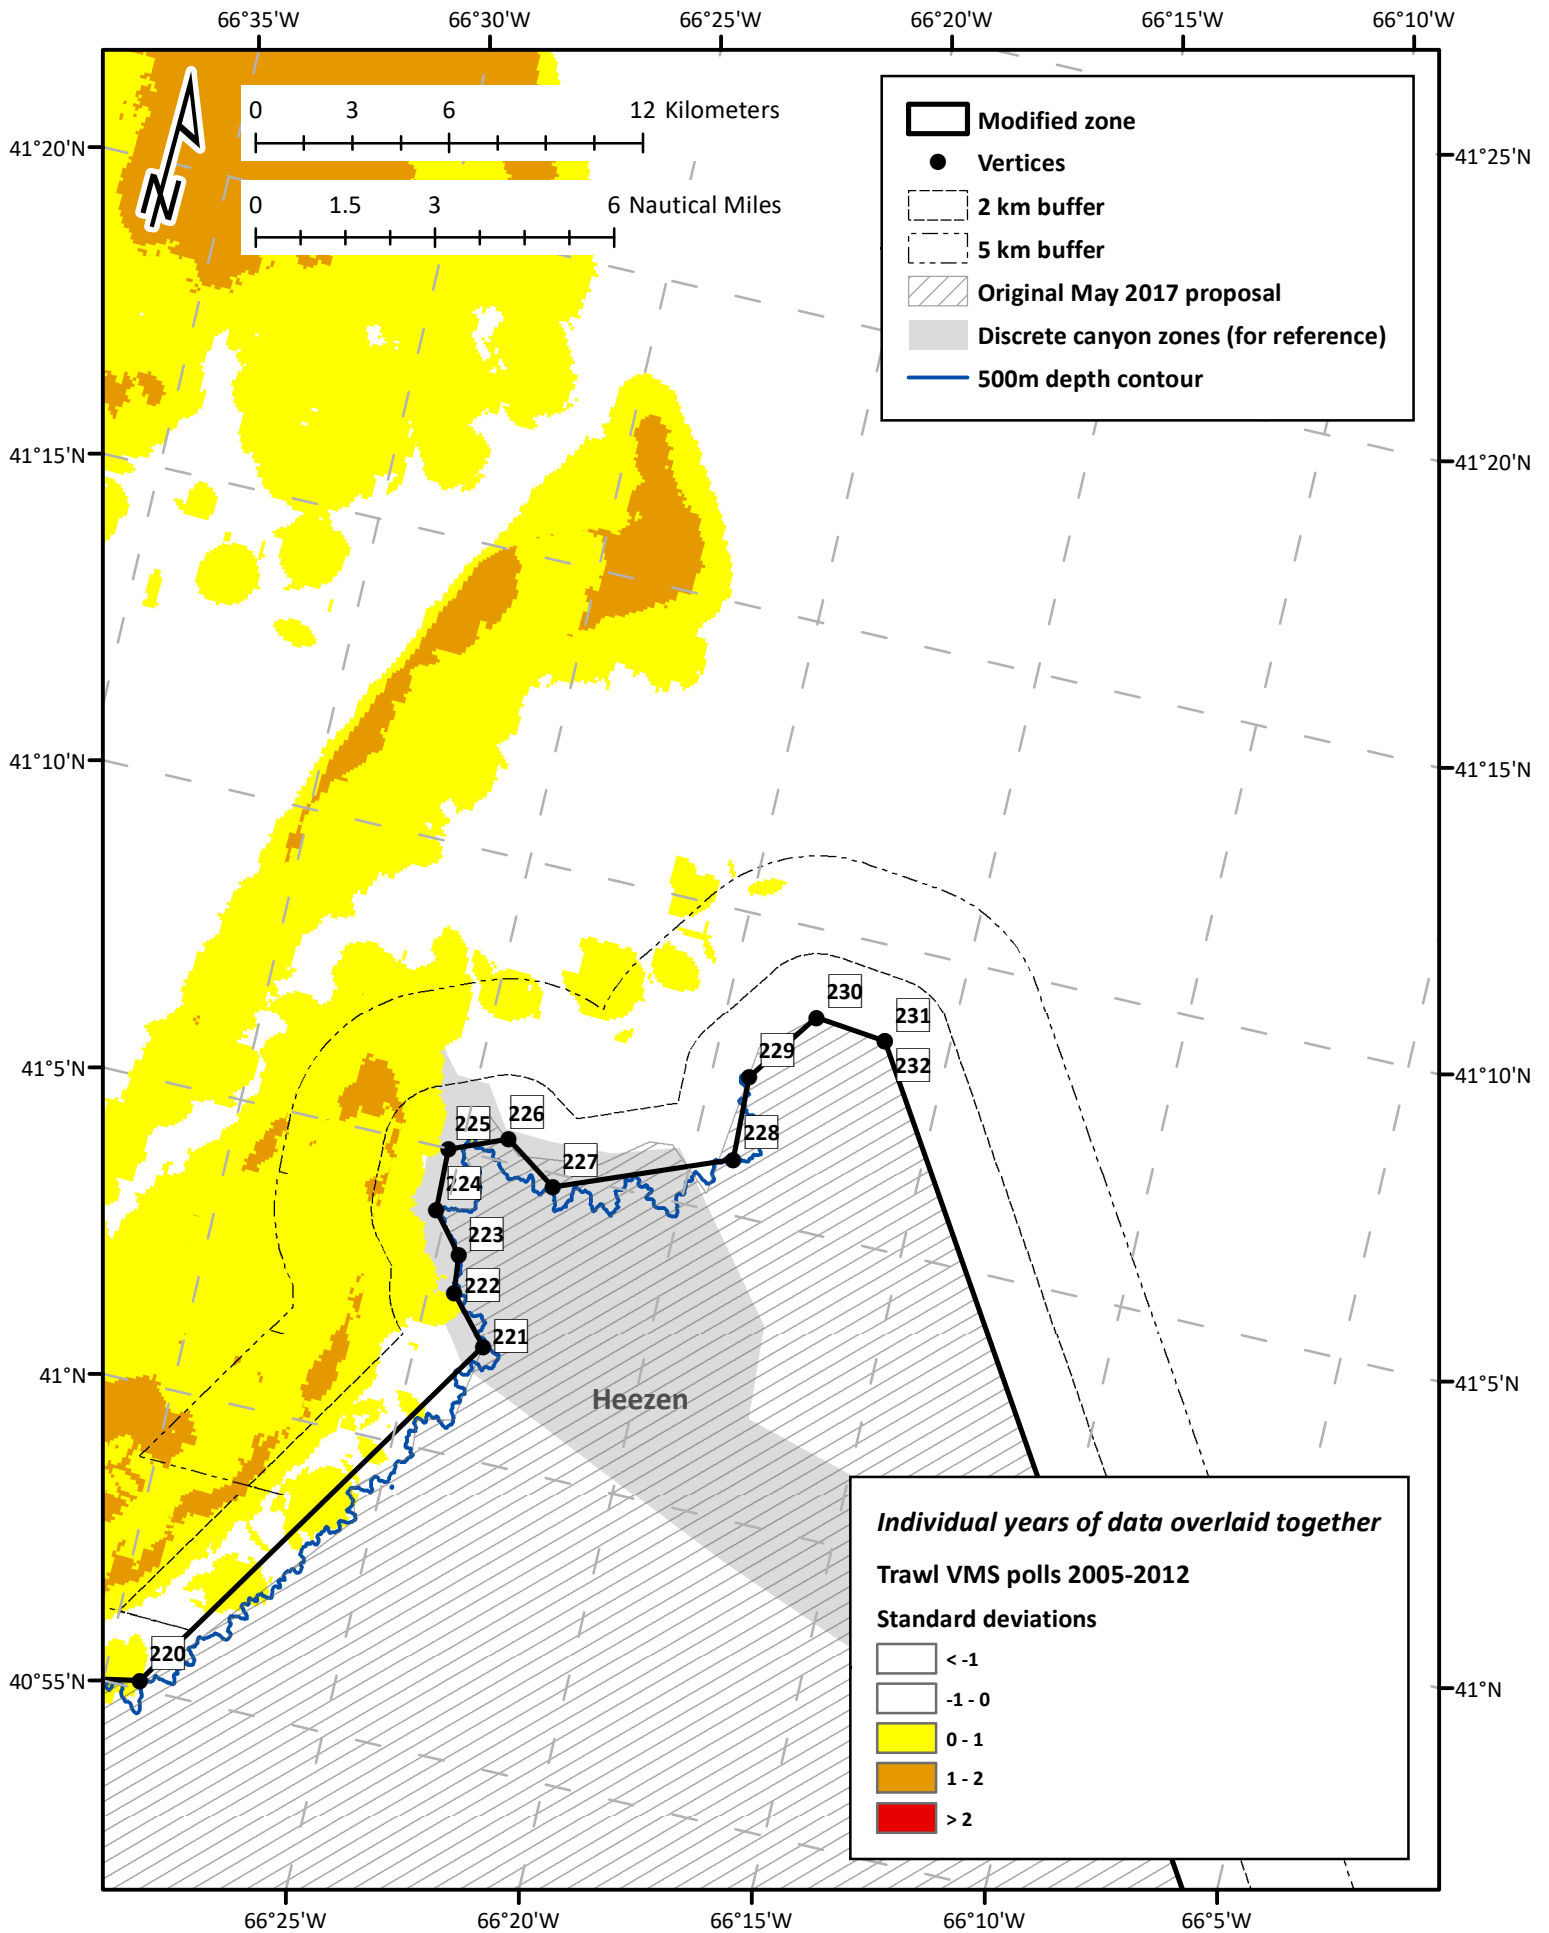 66°35'W 66°30'W 66°25'W 66°20'W 66°15'W 66°10'W
N
0 3 6 12 Kilometers
0 1.5 3 6 Nautical Miles
Modified zone
Vertices
2 km buffer
5 km buffer
Original May 2017 proposal
Discrete canyon zones (for reference)
500m depth contour
41°20'N
41°25'N
41°15'N
41°20'N
41°10'N
41°15'N
41°5'N
41°10'N
41°N
41°5'N
40°55'N
41°N
230
231
229
232
226
225
228
227
224
223
222
221
Heezen
220
Individual years of data overlaid together
Trawl VMS polls 2005-2012
Standard deviations
< -1
-1 - 0
0 - 1
1 - 2
> 2
66°25'W 66°20'W 66°15'W 66°10'W 66°5'W